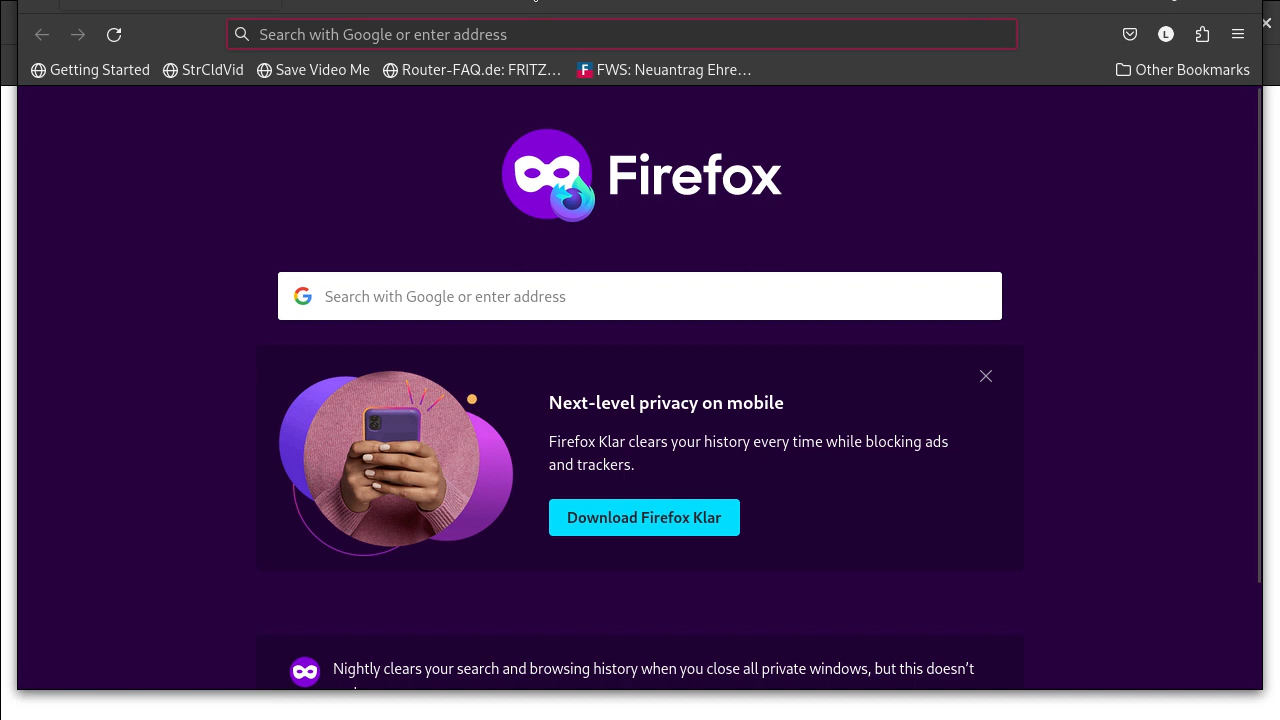 Search with Google or enter address
L
Getting Started StrCldVid Save Video Me Router-FAQ.de: FRITZ… F FWS: Neuantrag Ehre… Other Bookmarks
Firefox
Search with Google or enter address
Next-level privacy on mobile
Firefox Klar clears your history every time while blocking ads
and trackers.
Download Firefox Klar
Nightly clears your search and browsing history when you close all private windows, but this doesn’t